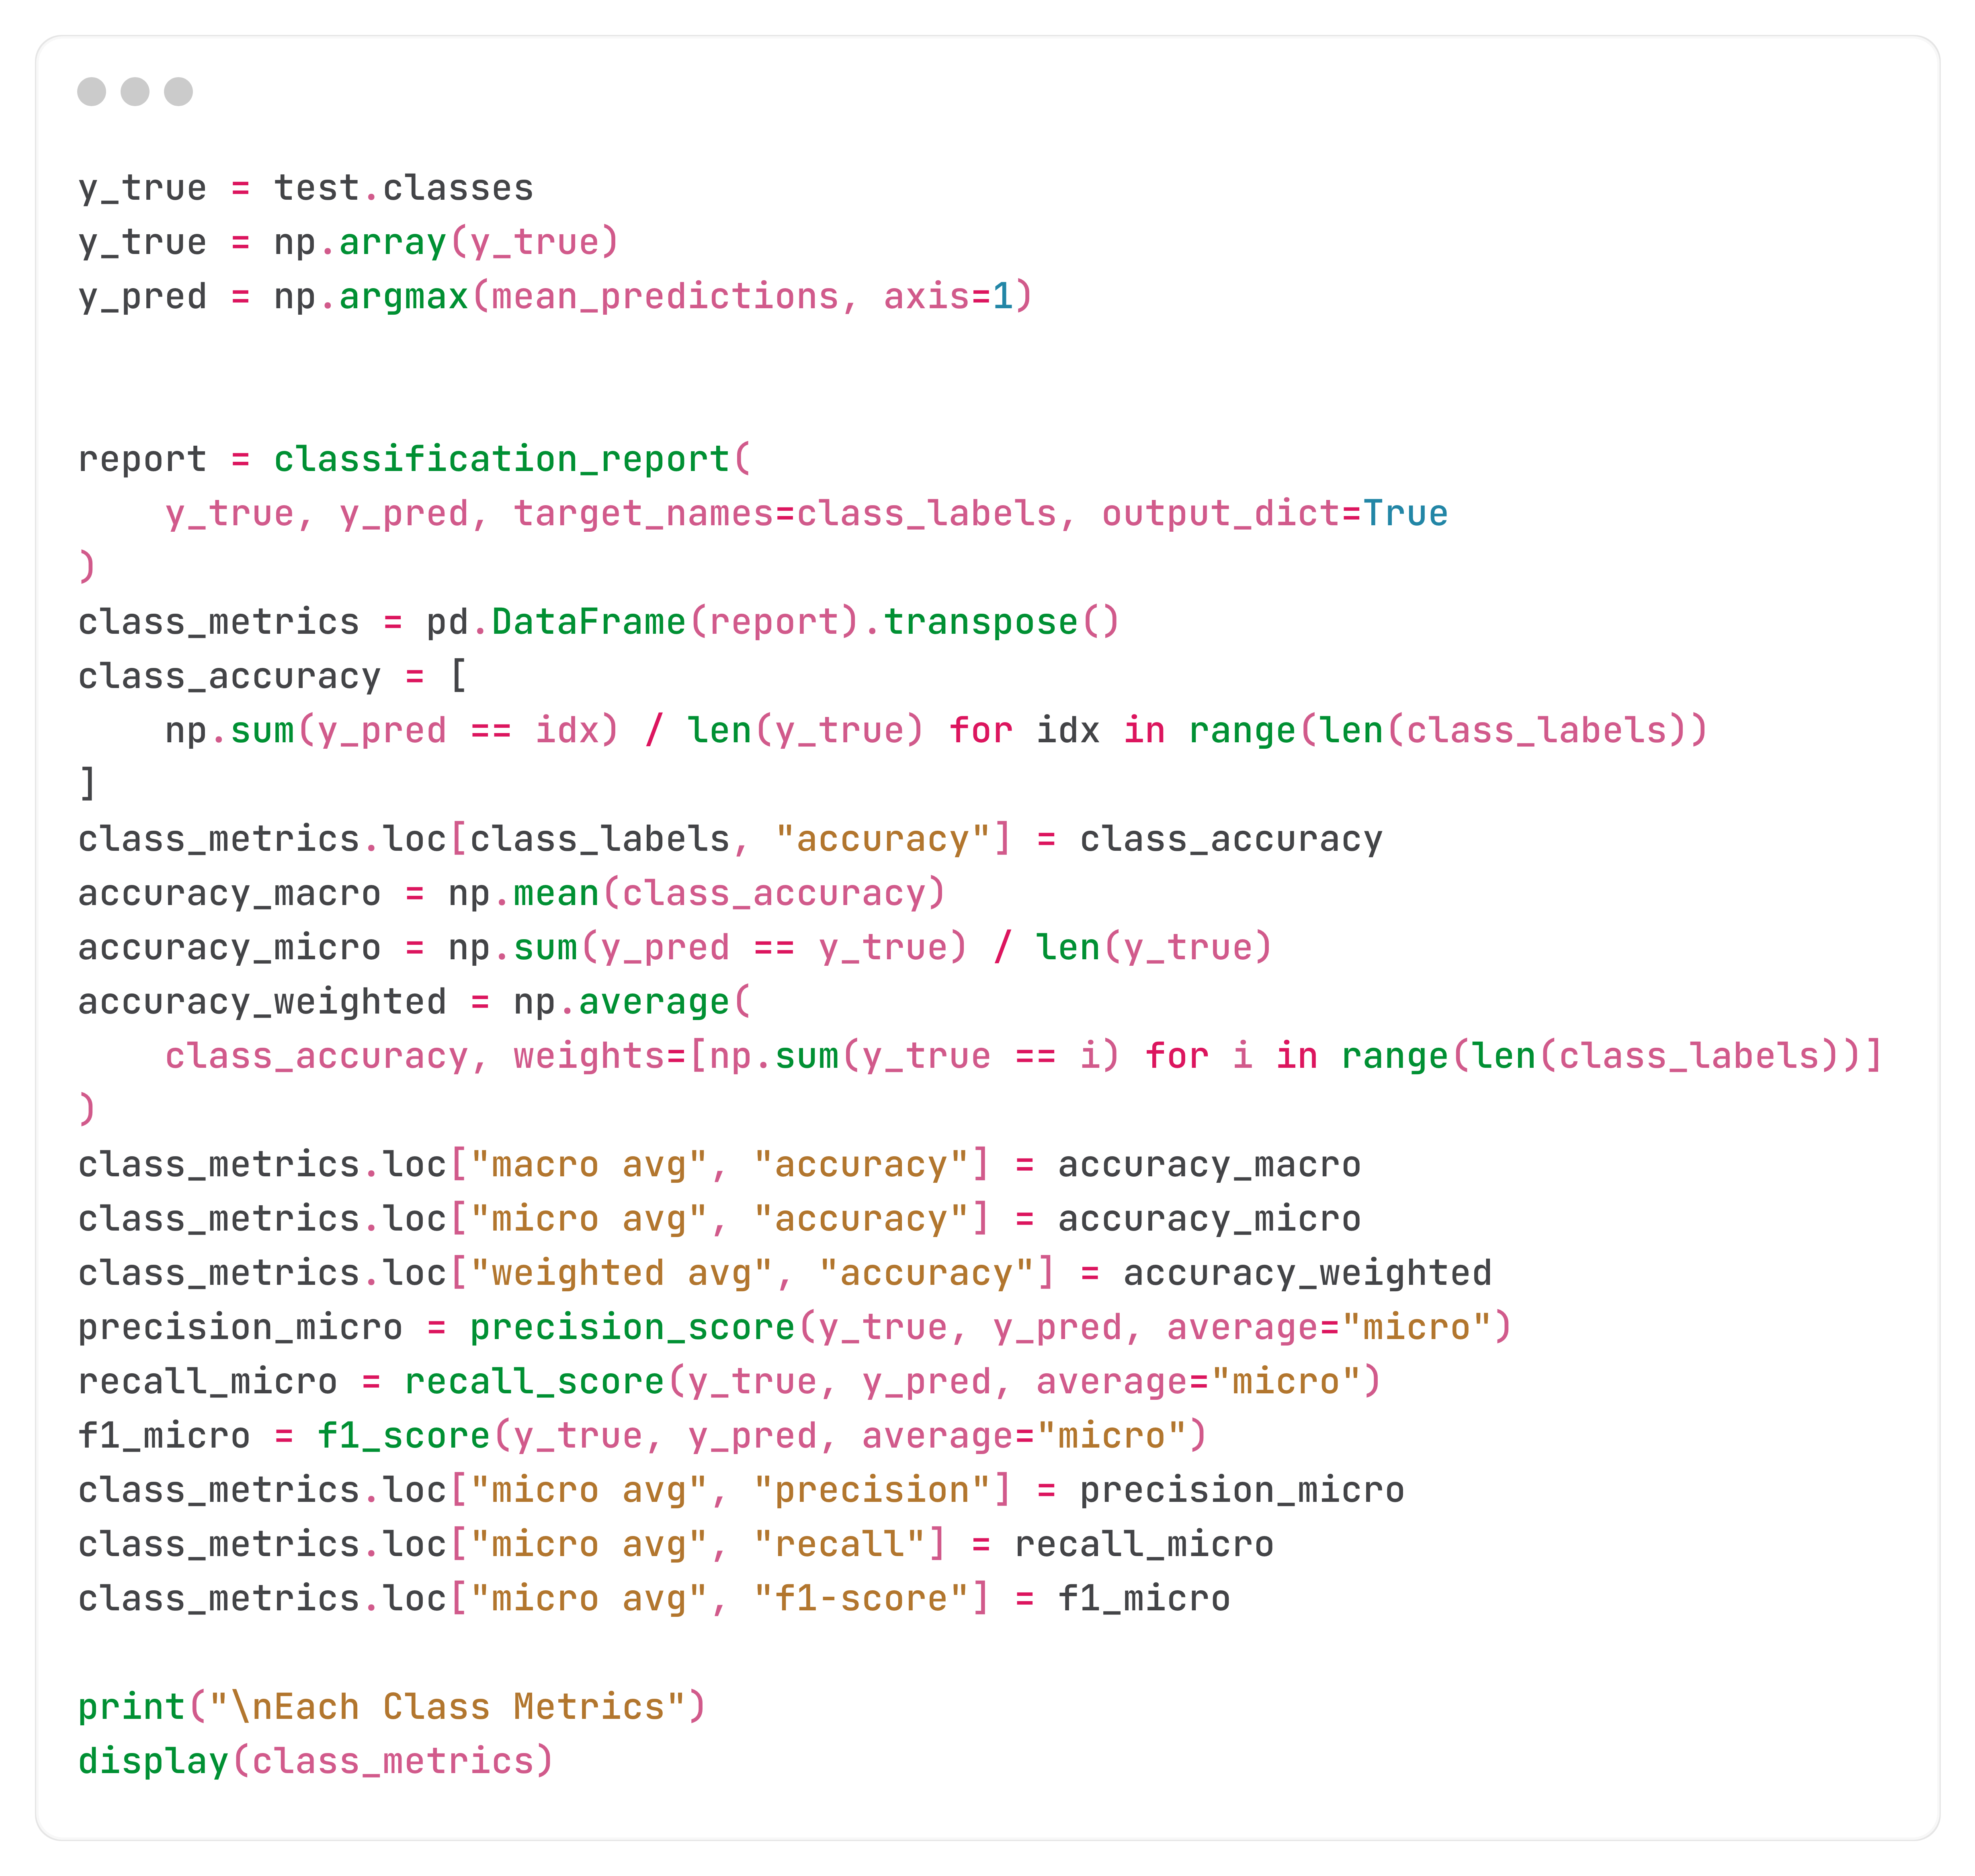 y_true = test.classes
y_true = np.array(y_true)
y_pred = np.argmax(mean_predictions, axis=1)
report = classification_report(
    y_true, y_pred, target_names=class_labels, output_dict=True
)
class_metrics = pd.DataFrame(report).transpose()
class_accuracy = [
    np.sum(y_pred == idx) / len(y_true) for idx in range(len(class_labels))
]
class_metrics.loc[class_labels, "accuracy"] = class_accuracy
accuracy_macro = np.mean(class_accuracy)
accuracy_micro = np.sum(y_pred == y_true) / len(y_true)
accuracy_weighted = np.average(
    class_accuracy, weights=[np.sum(y_true == i) for i in range(len(class_labels))]
)
class_metrics.loc["macro avg", "accuracy"] = accuracy_macro
class_metrics.loc["micro avg", "accuracy"] = accuracy_micro
class_metrics.loc["weighted avg", "accuracy"] = accuracy_weighted
precision_micro = precision_score(y_true, y_pred, average="micro")
recall_micro = recall_score(y_true, y_pred, average="micro")
f1_micro = f1_score(y_true, y_pred, average="micro")
class_metrics.loc["micro avg", "precision"] = precision_micro
class_metrics.loc["micro avg", "recall"] = recall_micro
class_metrics.loc["micro avg", "f1-score"] = f1_micro
print("\nEach Class Metrics")
display(class_metrics)